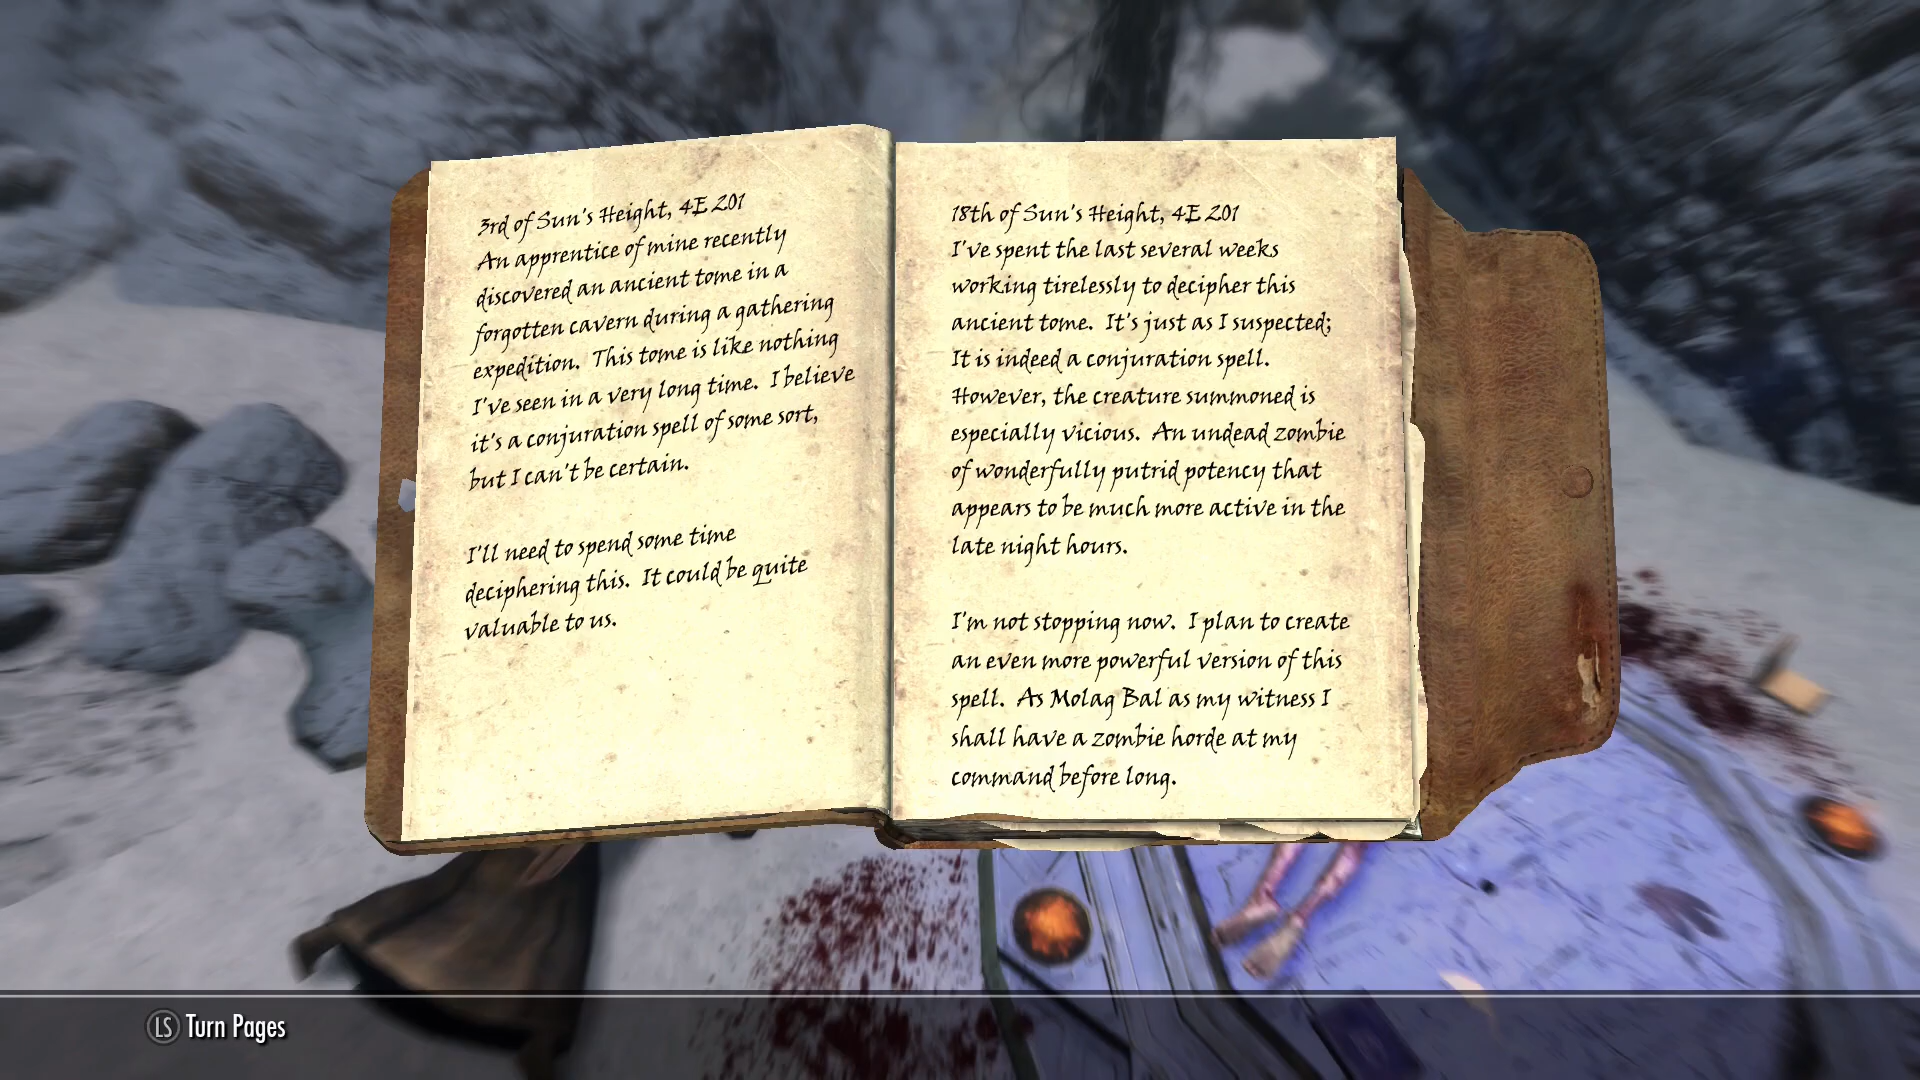 3rd of Sun's Height, 4E 201
An apprentice of mine recently
discovered an ancient tome in a
forgotten cavern during a gathering
expedition.  This tome is like nothing
I've seen in a very long time.  I believe
it's a conjuration spell of some sort,
but I can't be certain.
I'll need to spend some time
deciphering this.  It could be quite
valuable to us.
18th of Sun's Height, 4E 201
I've spent the last several weeks
working tirelessly to decipher this
ancient tome.  It's just as I suspected;
It is indeed a conjuration spell.
However, the creature summoned is
especially vicious.  An undead zombie
of wonderfully putrid potency that
appears to be much more active in the
late night hours.
I'm not stopping now.  I plan to create
an even more powerful version of this
spell.  As Molag Bal as my witness I
shall have a zombie horde at my
command before long.
LS Turn Pages